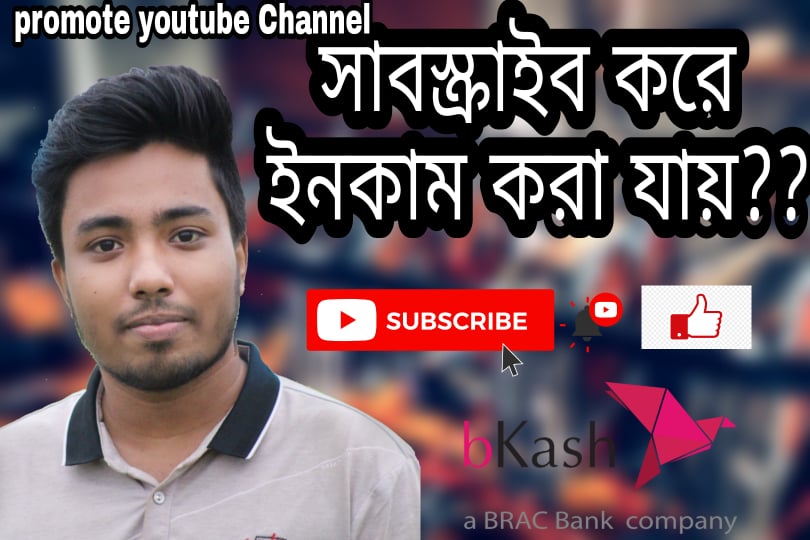 promote youtube Channel
সাবস্ক্রাইব করে
ইনকাম করা যায়??
SUBSCRIBE
bKash
a BRAC Bank company